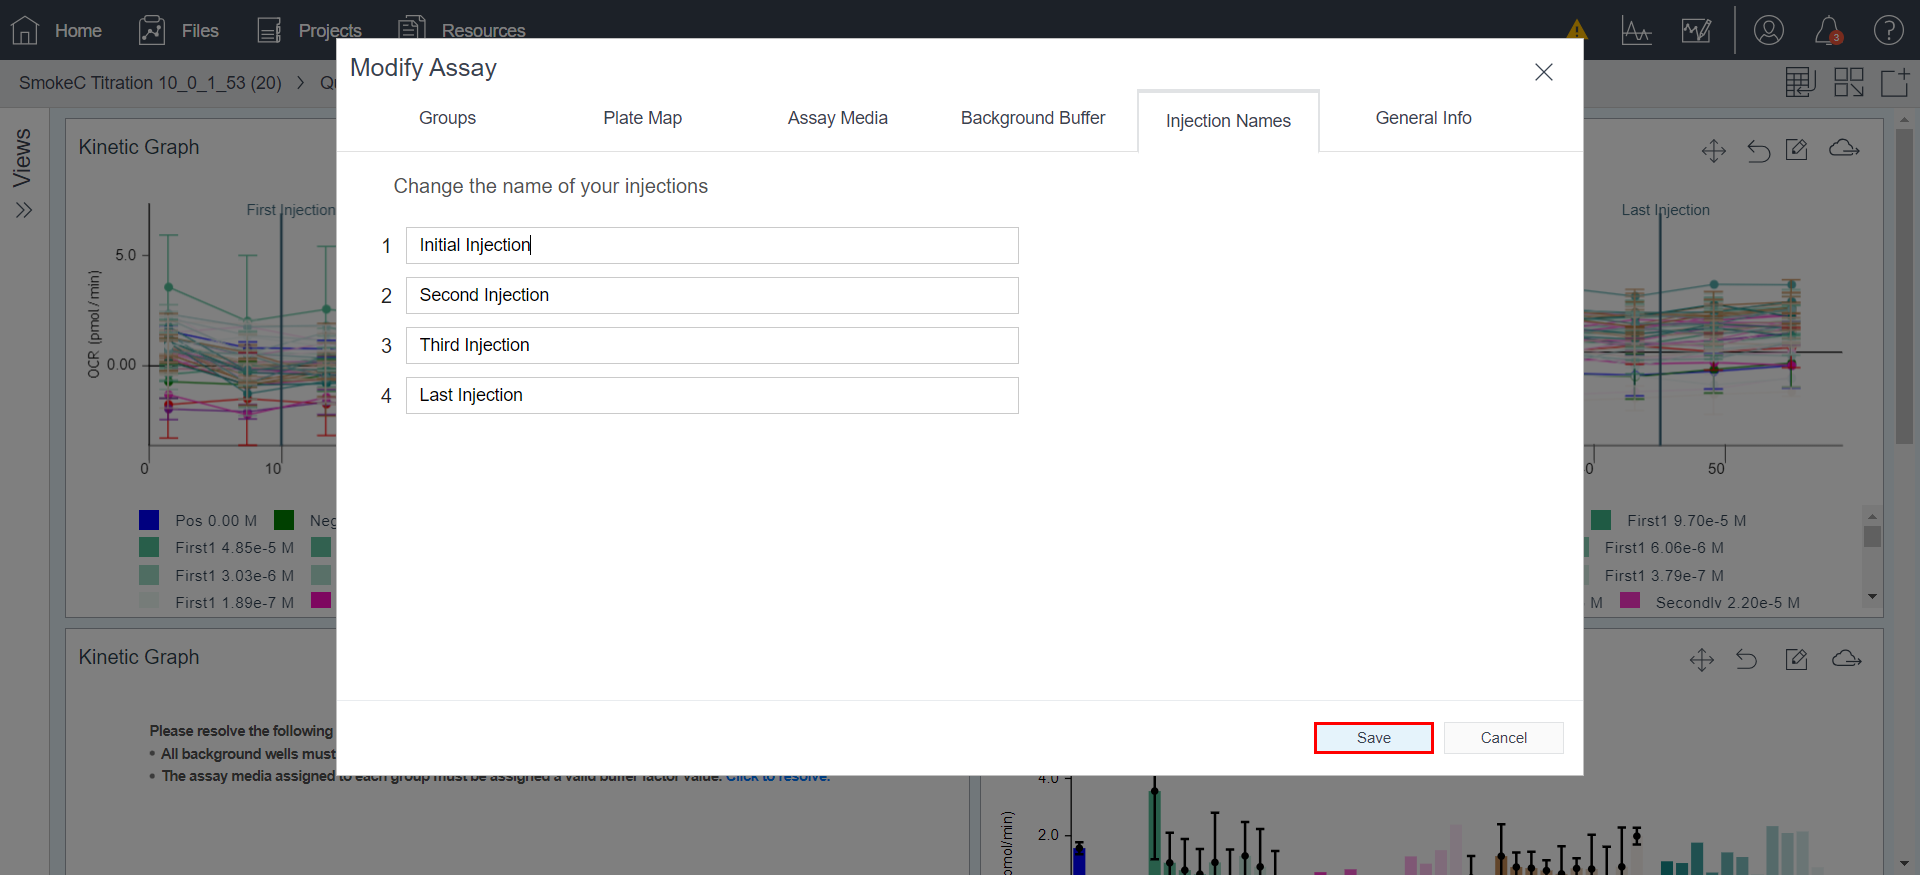 Home Files Projects Resources
3
SmokeC Titration 10_0_1_53 (20)
Modify Assay
Groups Plate Map Assay Media Background Buffer Injection Names General Info
Views
Kinetic Graph
Change the name of your injections
First Injection
Last Injection
1 Initial Injection
2 Second Injection
3 Third Injection
4 Last Injection
OCR (pmol/min)
5.0
0.00
0 10
0 50
Pos 0.00 M
First1 9.70e-5 M
First1 4.85e-5 M
First1 6.06e-6 M
First1 3.03e-6 M
First1 3.79e-7 M
First1 1.89e-7 M
M Secondly 2.20e-5 M
Kinetic Graph
Please resolve the following
• All background wells must
• The assay media assigned to each group must be assigned a valid buffer factor value. Click to resolve.
Save Cancel
4.0
2.0